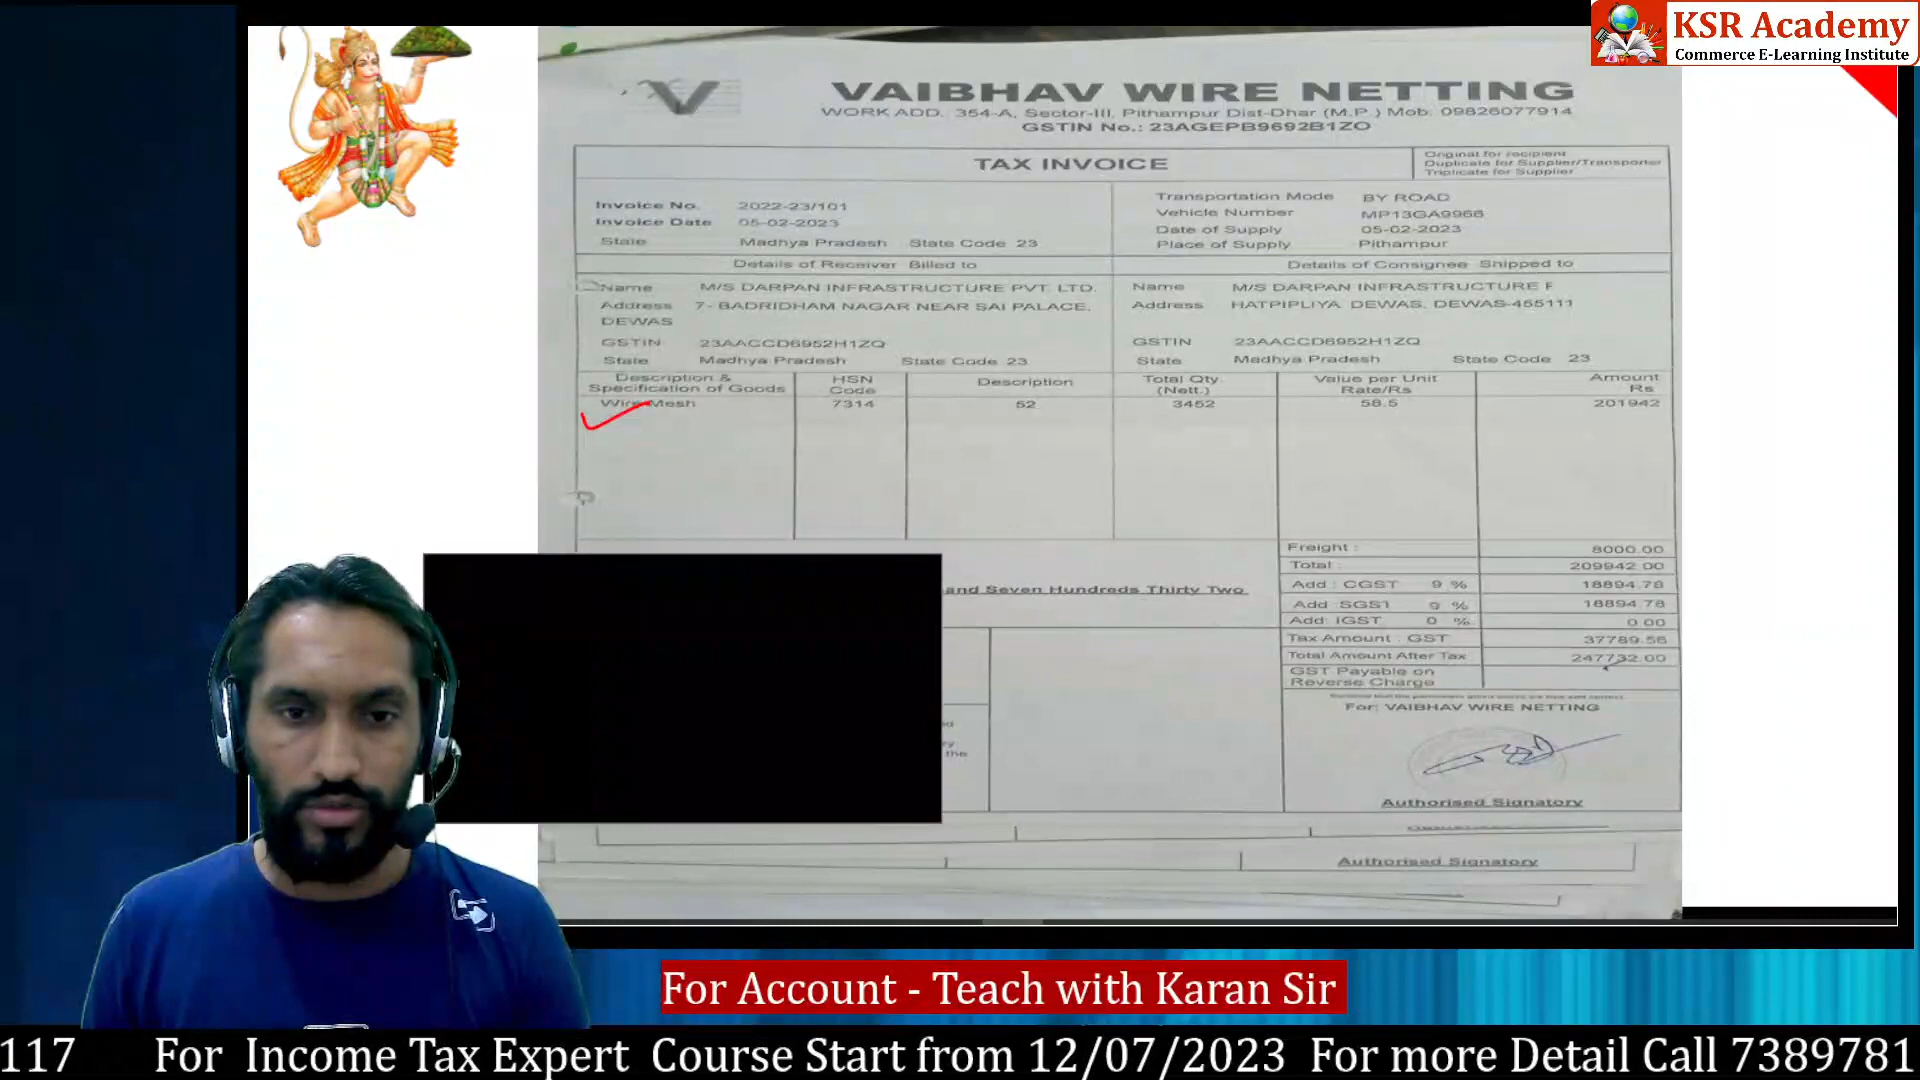 KSR Academy
Commerce E-Learning Institute
VAIBHAV WIRE NETTING
WORK ADD. 354-A, Sector-III, Pithampur Dist-Dhar (M.P.) Mob. 09826077914
GSTIN No.: 23AGEPB9692B1ZO
TAX INVOICE
Original for recipient
Duplicate for Supplier/Transporter
Triplicate for Supplier
Invoice No. 2022-23/101
Invoice Date 05-02-2023
State Madhya Pradesh State Code 23
Transportation Mode BY ROAD
Vehicle Number MP13GA9966
Date of Supply 05-02-2023
Place of Supply Pithampur
Details of Receiver Billed to
Details of Consignee Shipped to
Name M/S DARPAN INFRASTRUCTURE PVT. LTD.
Address 7- BADRIDHAM NAGAR NEAR SAI PALACE,
DEWAS
GSTIN 23AACCD6952H1ZQ
State Madhya Pradesh State Code 23
Name M/S DARPAN INFRASTRUCTURE
Address HATPIPLIYA DEWAS, DEWAS-455111
GSTIN 23AACCD6952H1ZQ
State Madhya Pradesh State Code 23
Description & Specification of Goods HSN Code Description Total Qty (Nett.) Value per Unit Rate/Rs Amount Rs
Wire Mesh 7314 52 3452 58.5 201942
Freight : 8000.00
Total : 209942.00
Add : CGST 9 % 18894.78
Add SGST 9 % 18894.78
Add IGST 0 % 0.00
Tax Amount : GST 37789.56
Total Amount After Tax 247732.00
GST Payable on
Reverse Charge
and Seven Hundreds Thirty Two
For: VAIBHAV WIRE NETTING
the
Authorised Signatory
Authorised Signatory
For Account - Teach with Karan Sir
117 For Income Tax Expert Course Start from 12/07/2023 For more Detail Call 7389781